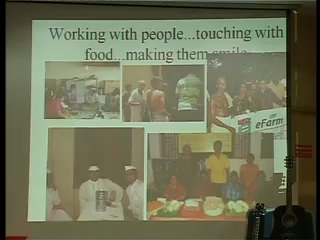 Working with people...touching with
food...making them smile
eFarm